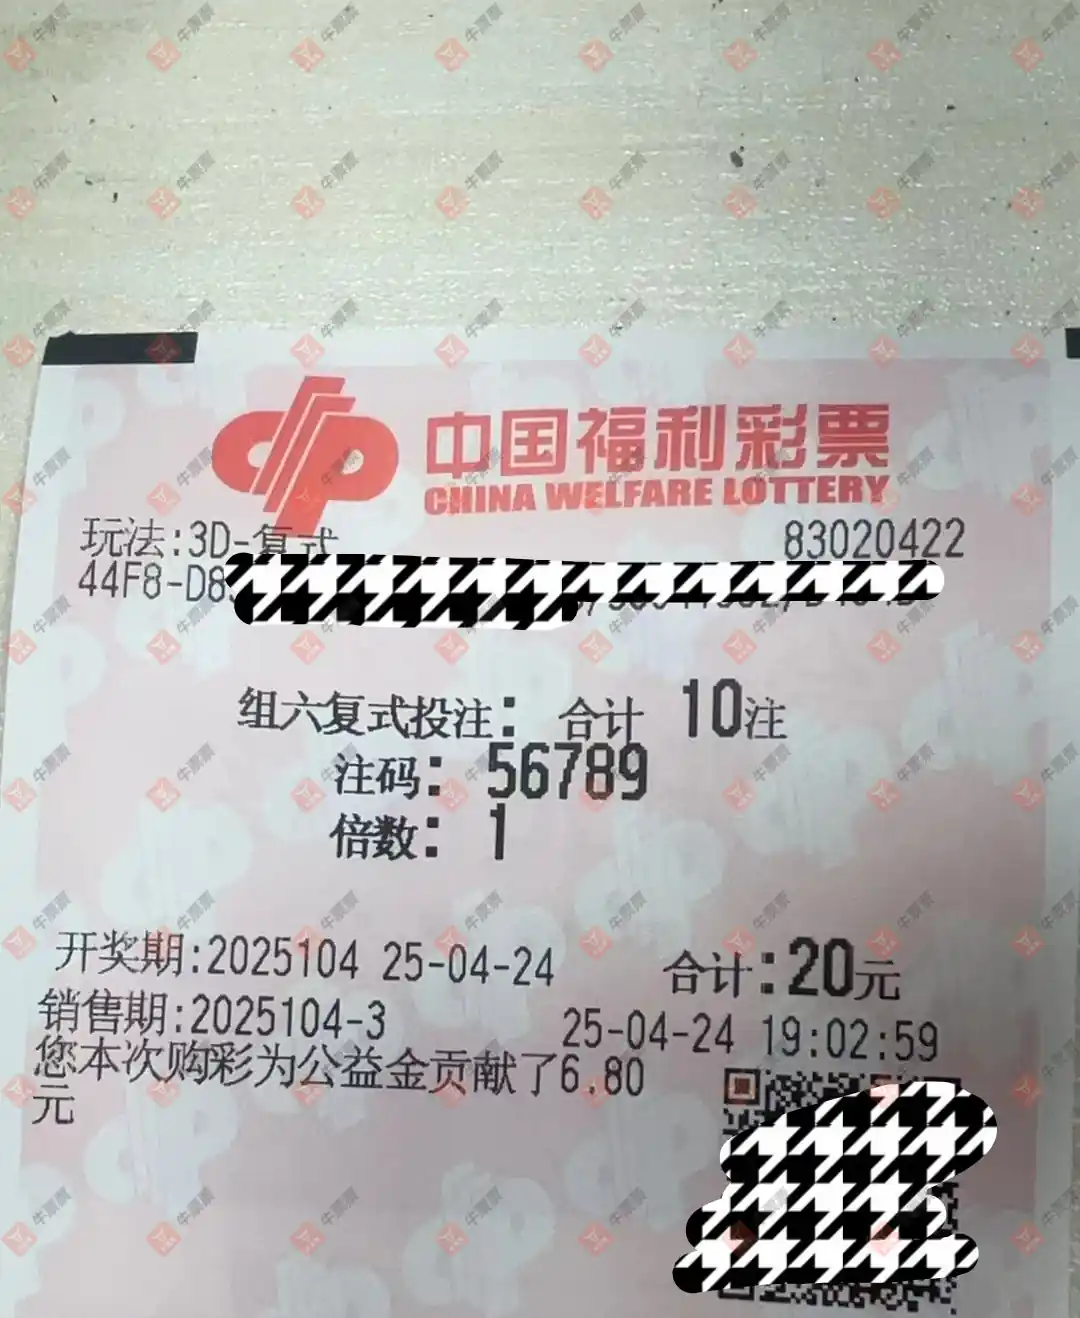 中国福利彩票
CHINA WELFARE LOTTERY
玩法:3D-复式 83020422
44F8-D8
组六复式投注: 合计 10注
注码: 56789
倍数: 1
开奖期:2025104 25-04-24 合计:20元
销售期:2025104-3 25-04-24 19:02:59
您本次购彩为公益金贡献了6.80
元
牛票票